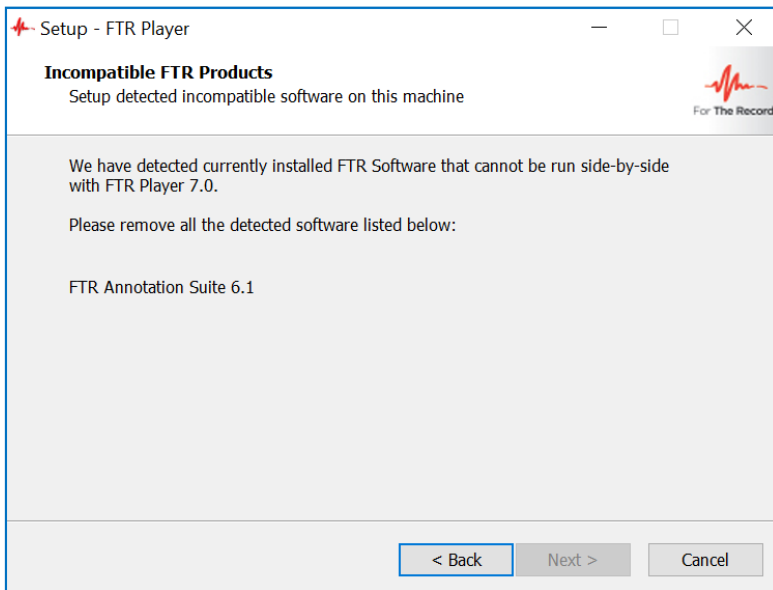 Setup - FTR Player
Incompatible FTR Products
Setup detected incompatible software on this machine
For The Record
We have detected currently installed FTR Software that cannot be run side-by-side
with FTR Player 7.0.
Please remove all the detected software listed below:
FTR Annotation Suite 6.1
< Back
Next >
Cancel